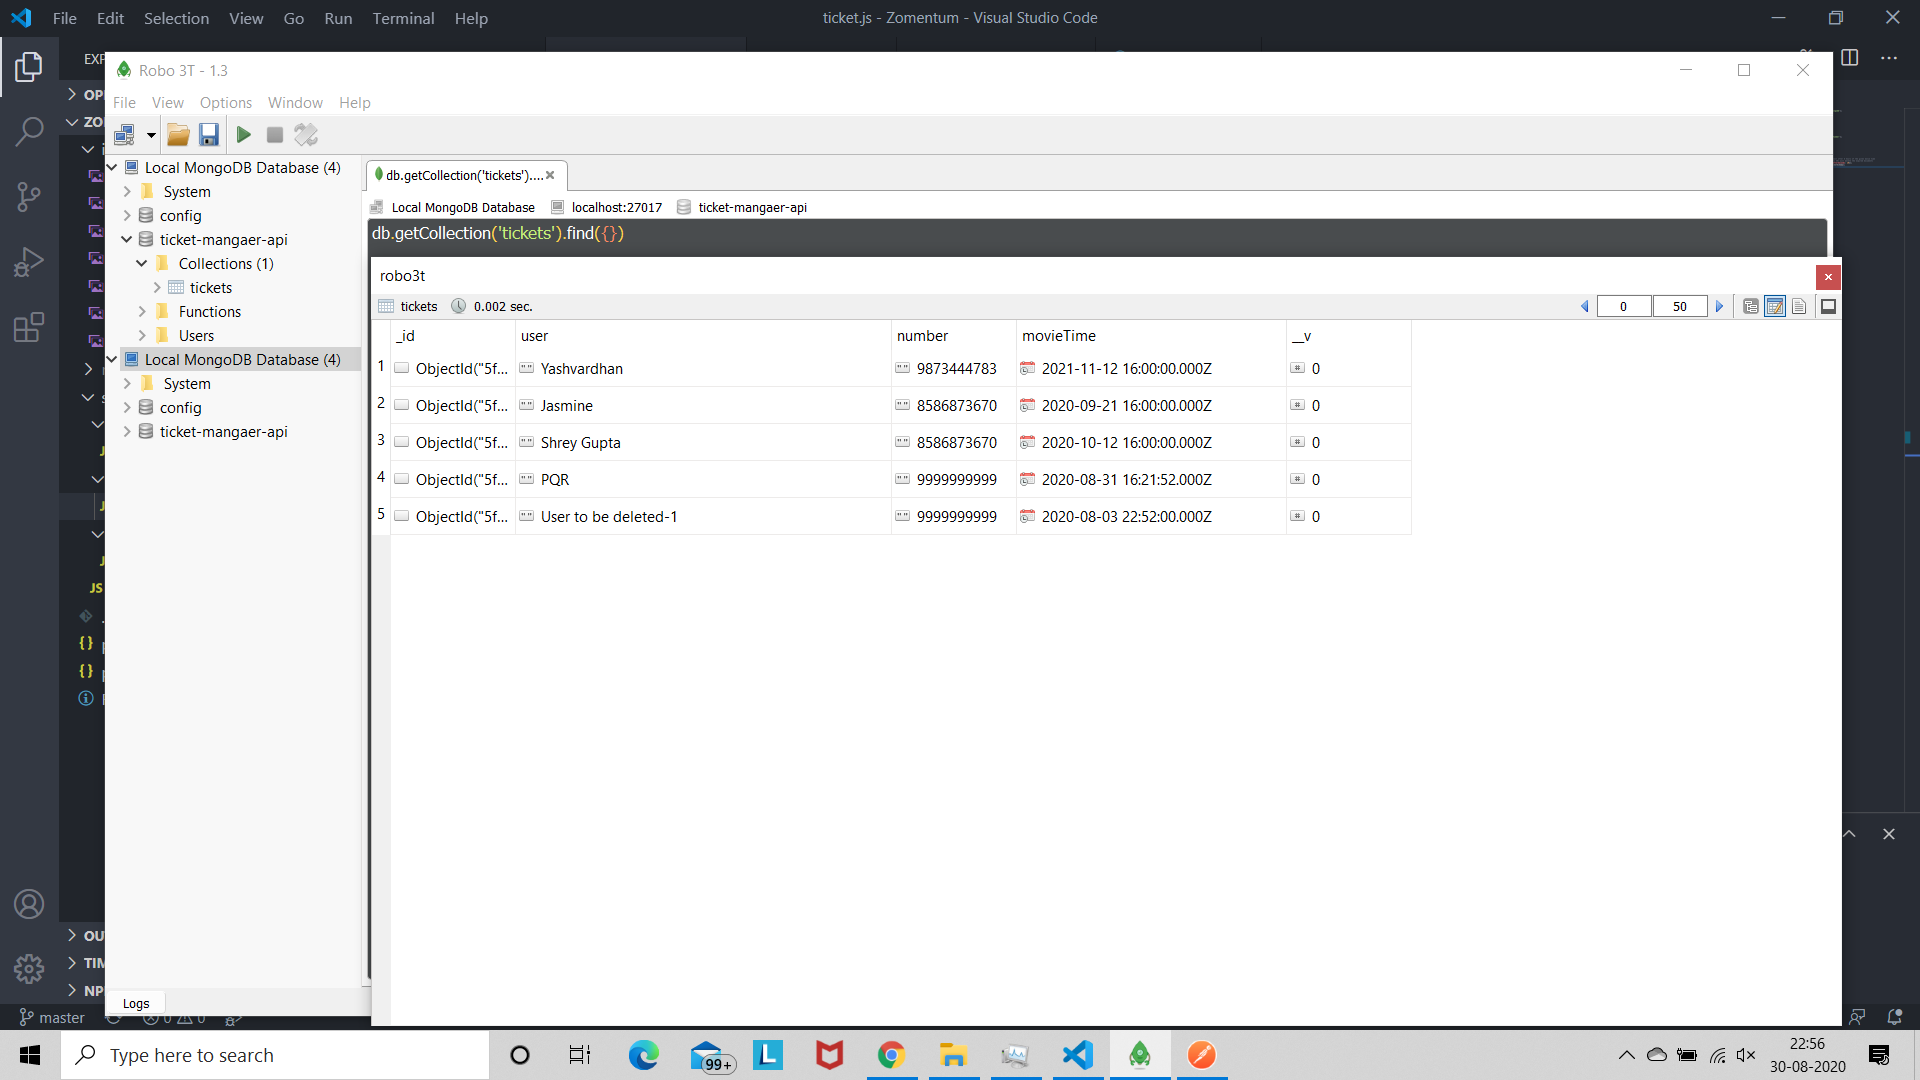 File Edit Selection View Go Run Terminal Help
ticket.js - Zomentum - Visual Studio Code
Robo 3T - 1.3
File View Options Window Help
Local MongoDB Database (4)
System
config
ticket-mangaer-api
Collections (1)
tickets
Functions
Users
Local MongoDB Database (4)
System
config
ticket-mangaer-api
db.getCollection('tickets')....
Local MongoDB Database localhost:27017 ticket-mangaer-api
db.getCollection('tickets').find({})
robo3t
tickets 0.002 sec. 0 50
_id user number movieTime __v
1 ObjectId("5f... Yashvardhan 9873444783 2021-11-12 16:00:00.000Z 0
2 ObjectId("5f... Jasmine 8586873670 2020-09-21 16:00:00.000Z 0
3 ObjectId("5f... Shrey Gupta 8586873670 2020-10-12 16:00:00.000Z 0
4 ObjectId("5f... PQR 9999999999 2020-08-31 16:21:52.000Z 0
5 ObjectId("5f... User to be deleted-1 9999999999 2020-08-03 22:52:00.000Z 0
JS
Logs
master
Type here to search
99+
22:56
30-08-2020